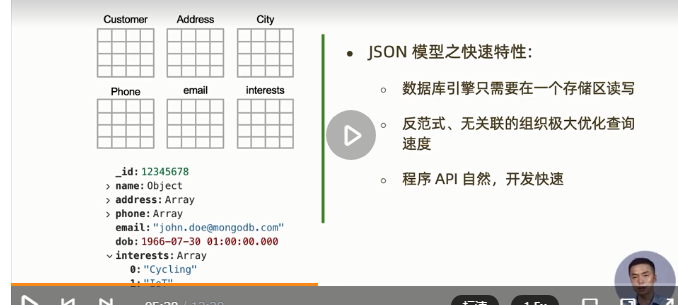 Customer Address City
Phone email interests
_id: 12345678
name: Object
address: Array
phone: Array
email: "john.doe@mongodb.com"
dob: 1966-07-30 01:00:00.000
interests: Array
0: "Cycling"
1: "IoT"
JSON 模型之快速特性：
数据库引擎只需要在一个存储区读写
反范式、无关联的组织极大优化查询
速度
程序 API 自然，开发快速